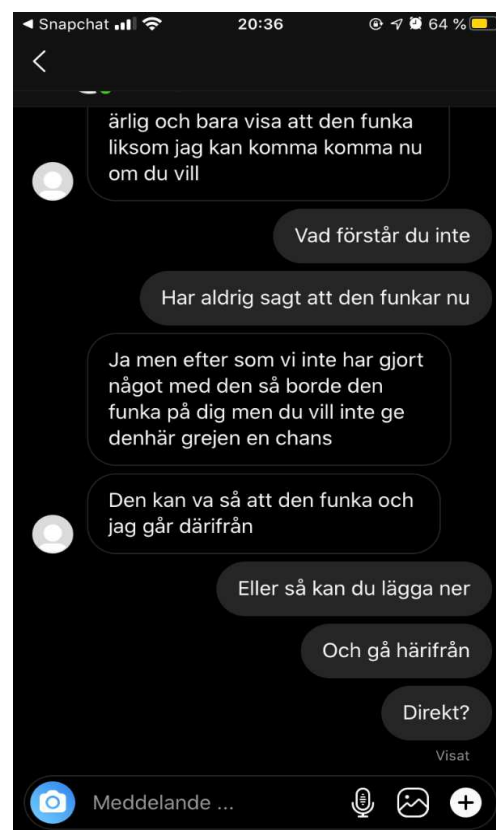 Snapchat
20:36
64 %
ärlig och bara visa att den funka
liksom jag kan komma komma nu
om du vill
Vad förstår du inte
Har aldrig sagt att den funkar nu
Ja men efter som vi inte har gjort
något med den så borde den
funka på dig men du vill inte ge
denhär grejen en chans
Den kan va så att den funka och
jag går därifrån
Eller så kan du lägga ner
Och gå härifrån
Direkt?
Visat
Meddelande ...